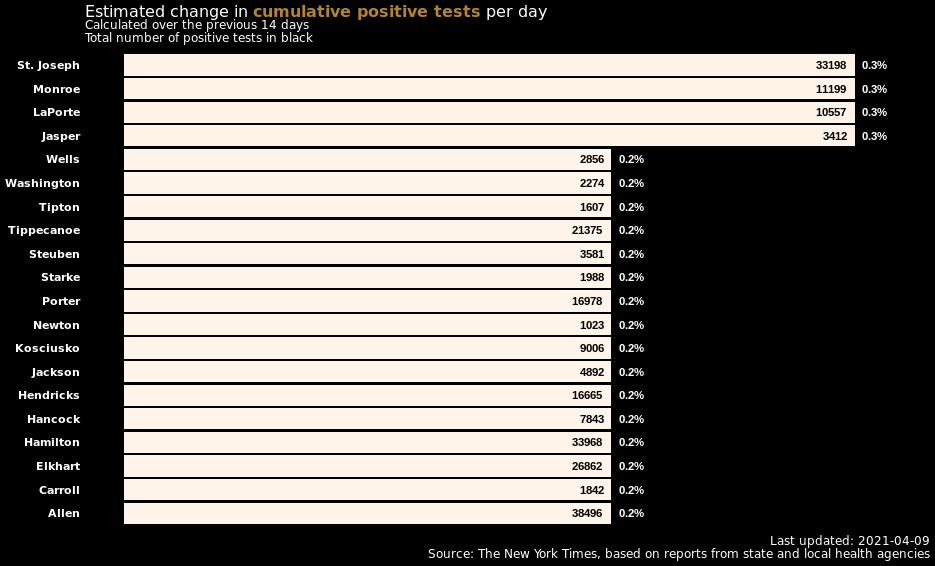 Estimated change in cumulative positive tests per day
Calculated over the previous 14 days
Total number of positive tests in black
St. Joseph 33198 0.3%
Monroe 11199 0.3%
LaPorte 10557 0.3%
Jasper 3412 0.3%
Wells 2856 0.2%
Washington 2274 0.2%
Tipton 1607 0.2%
Tippecanoe 21375 0.2%
Steuben 3581 0.2%
Starke 1988 0.2%
Porter 16978 0.2%
Newton 1023 0.2%
Kosciusko 9006 0.2%
Jackson 4892 0.2%
Hendricks 16665 0.2%
Hancock 7843 0.2%
Hamilton 33968 0.2%
Elkhart 26862 0.2%
Carroll 1842 0.2%
Allen 38496 0.2%
Last updated: 2021-04-09
Source: The New York Times, based on reports from state and local health agencies